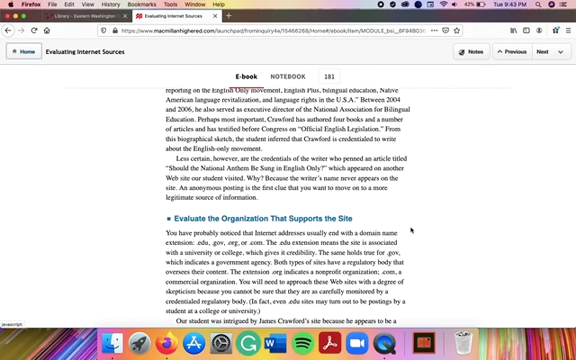 Firefox File Edit View History Bookmarks Tools Window Help
Tue 9:43 PM
Library - Eastern Washington
Evaluating Internet Sources
https://www.macmillanhighered.com/launchpad/frominquiry4e/15466268/Home#/ebook/item/MODULE_bsi_
Home
Evaluating Internet Sources
Notes
Previous
Next
E-book
NOTEBOOK
181
reporting on the English Only movement, English Plus, bilingual education, Native
American language revitalization, and language rights in the U.S.A." Between 2004
and 2006, he also served as executive director of the National Association for Bilingual
Education. Perhaps most important, Crawford has authored four books and a number
of articles and has testified before Congress on "Official English Legislation." From
this biographical sketch, the student inferred that Crawford is credentialed to write
about the English-only movement.
Less certain, however, are the credentials of the writer who penned an article titled
"Should the National Anthem Be Sung in English Only?" which appeared on another
Web site our student visited. Why? Because the writer's name never appears on the
site. An anonymous posting is the first clue that you want to move on to a more
legitimate source of information.
Evaluate the Organization That Supports the Site
You have probably noticed that Internet addresses usually end with a domain name
extension: .edu, .gov, .org, or .com. The .edu extension means the site is associated
with a university or college, which gives it credibility. The same holds true for .gov,
which indicates a government agency. Both types of sites have a regulatory body that
oversees their content. The extension .org indicates a nonprofit organization; .com, a
commercial organization. You will need to approach these Web sites with a degree of
skepticism because you cannot be sure that they are as carefully monitored by a
credentialed regulatory body. (In fact, even .edu sites may turn out to be postings by a
student at a college or university.)
Our student was intrigued by James Crawford's site because he appears to be a
javascript: